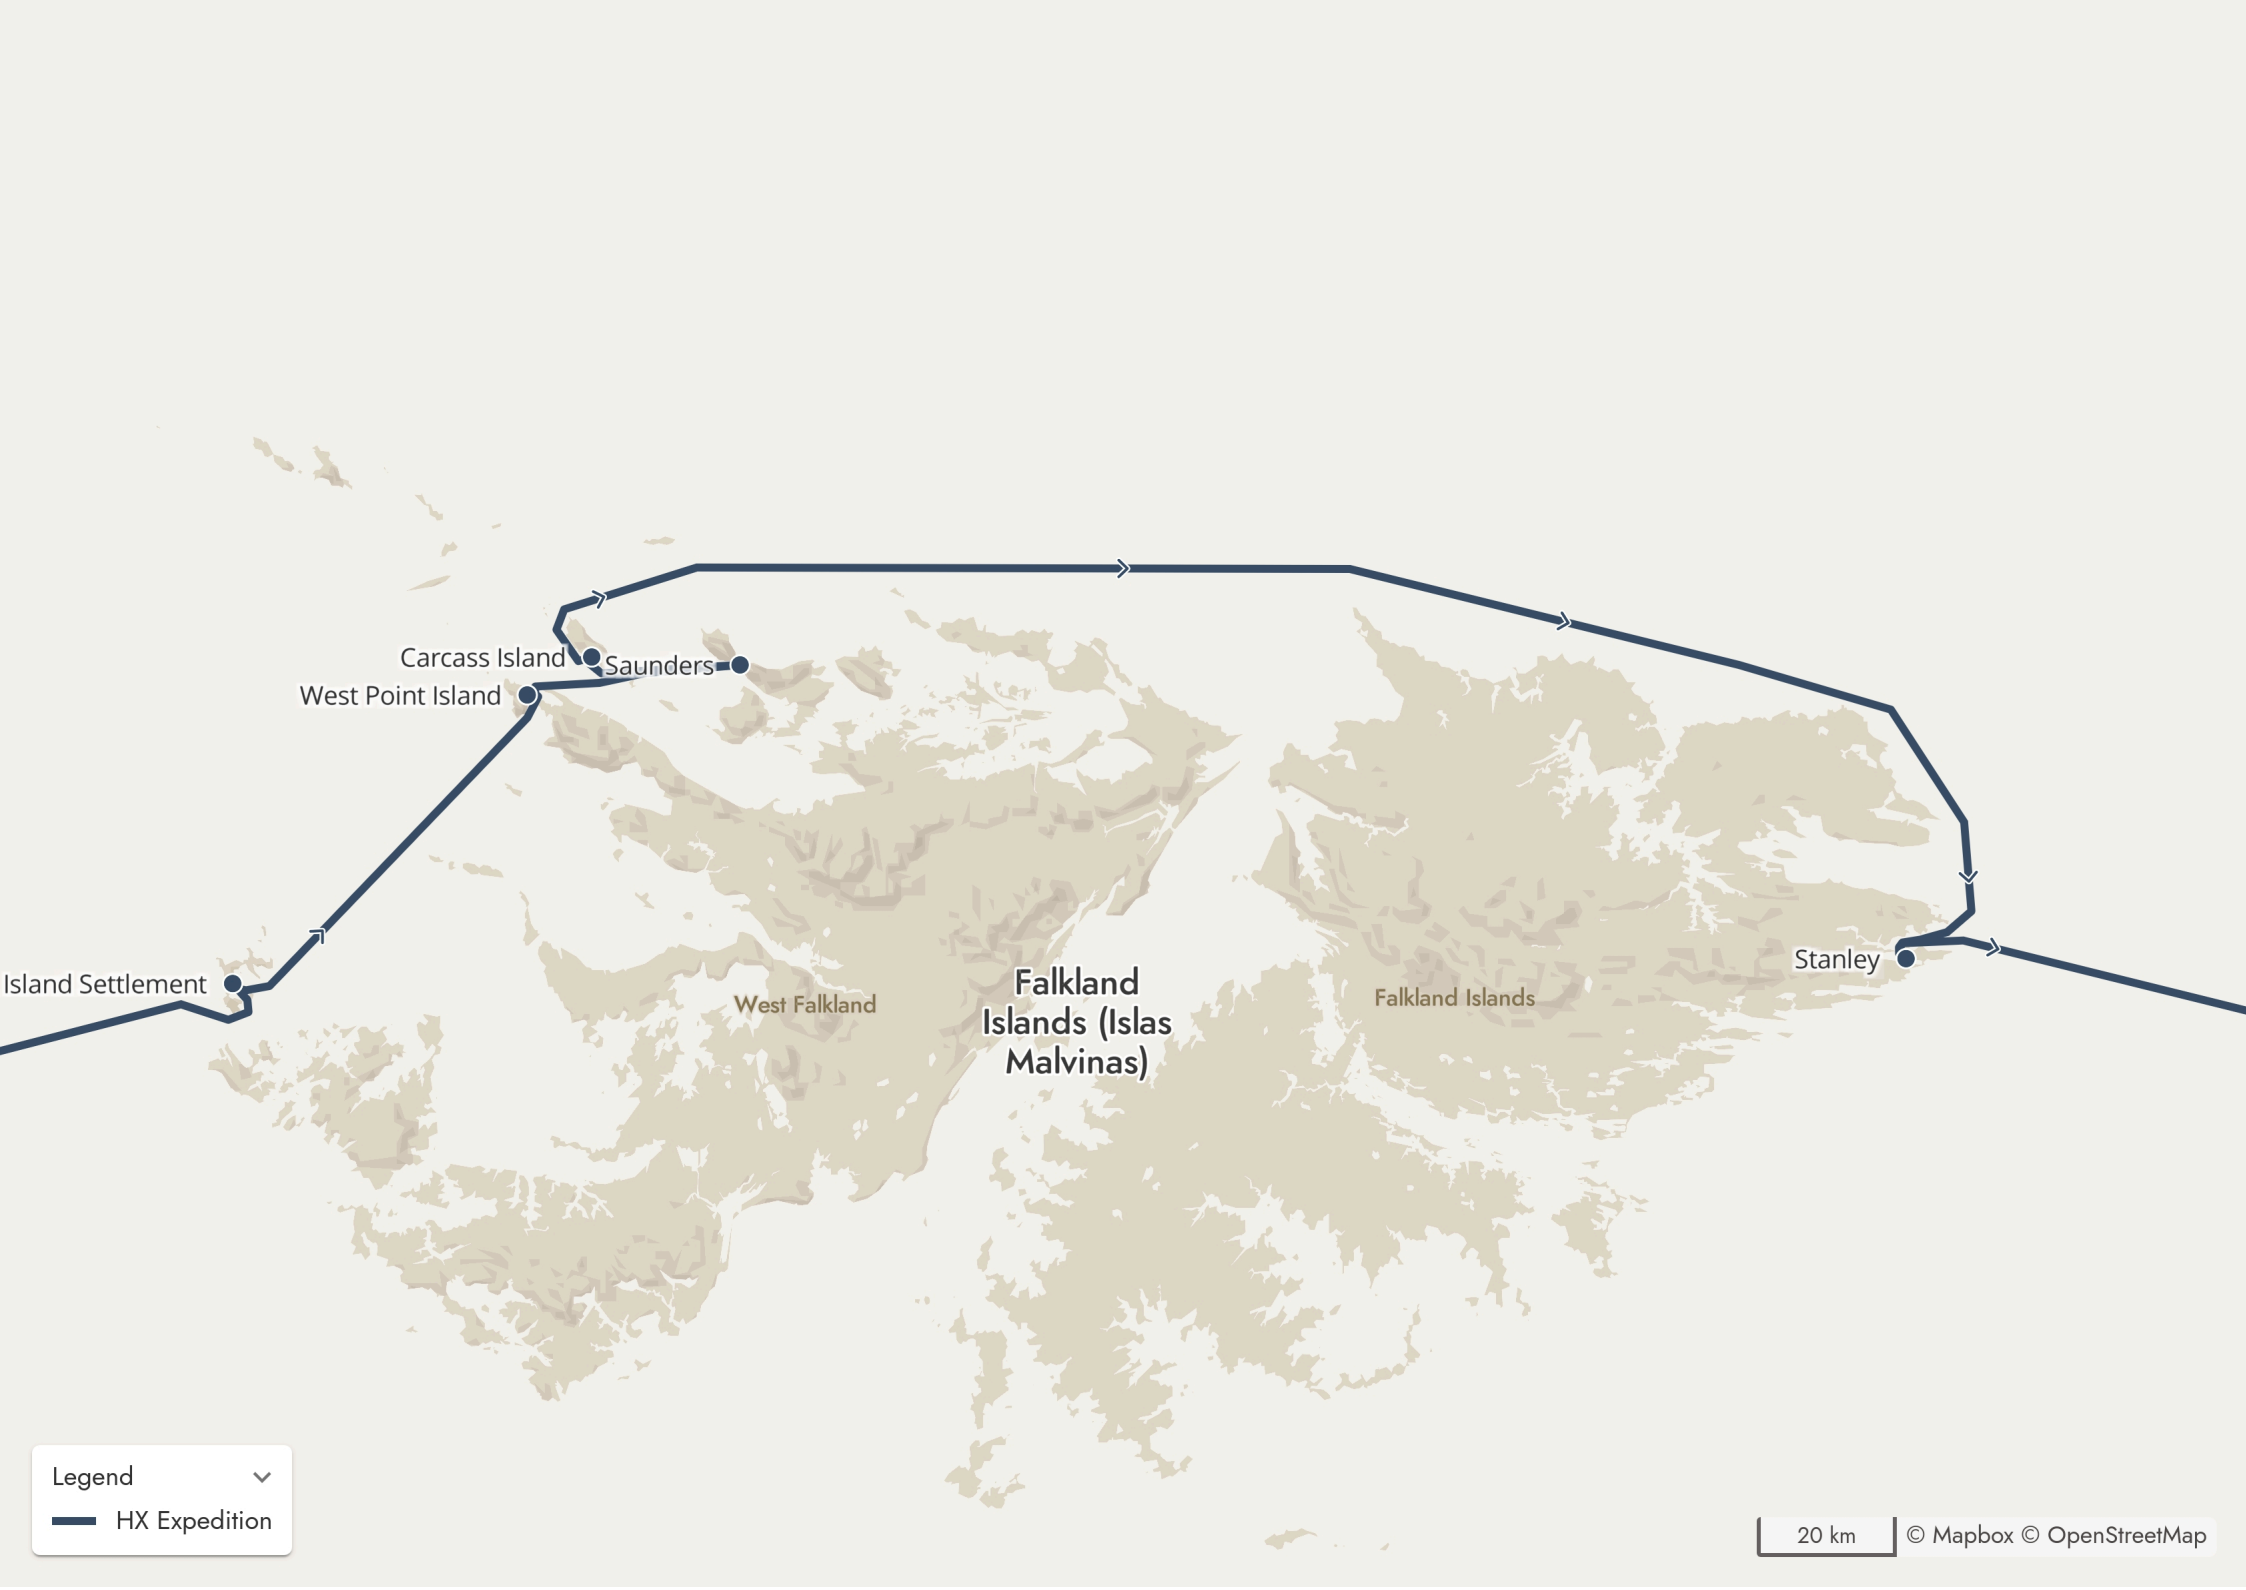 Carcass Island
Saunders
West Point Island
Island Settlement
Stanley
West Falkland
Falkland
Islands (Islas
Malvinas)
Falkland Islands
Legend
HX Expedition
20 km
© Mapbox © OpenStreetMap